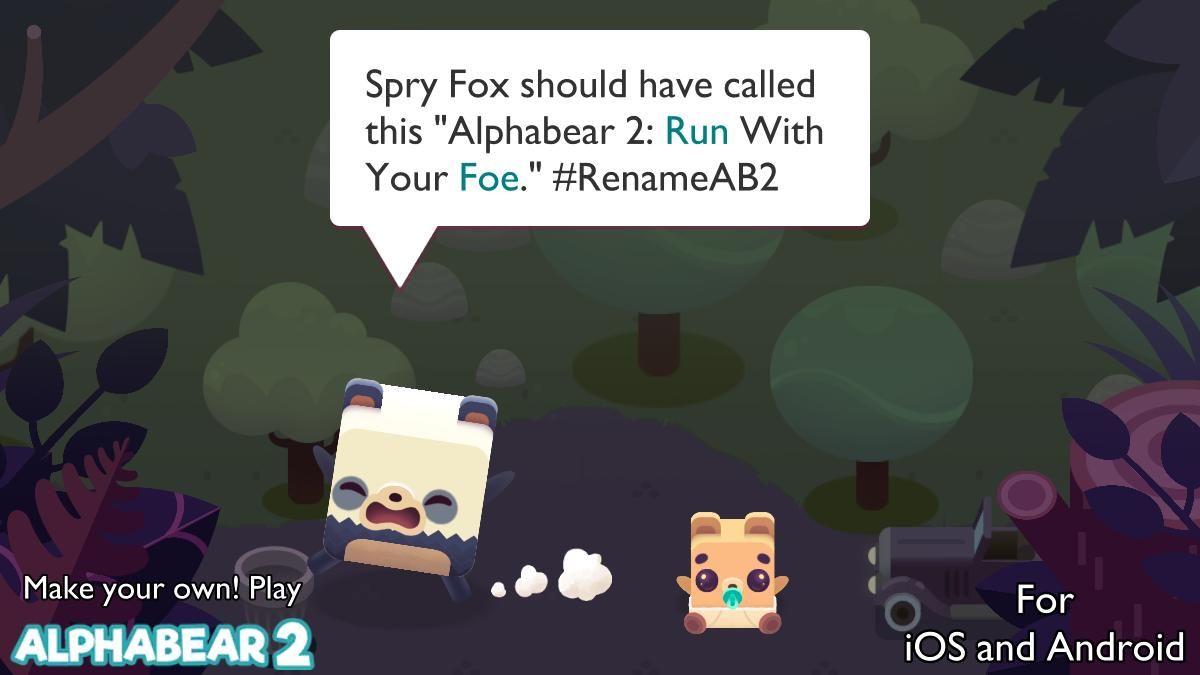 Spry Fox should have called
this "Alphabear 2: Run With
Your Foe." #RenameAB2
Make your own! Play
ALPHABEAR 2
For
iOS and Android